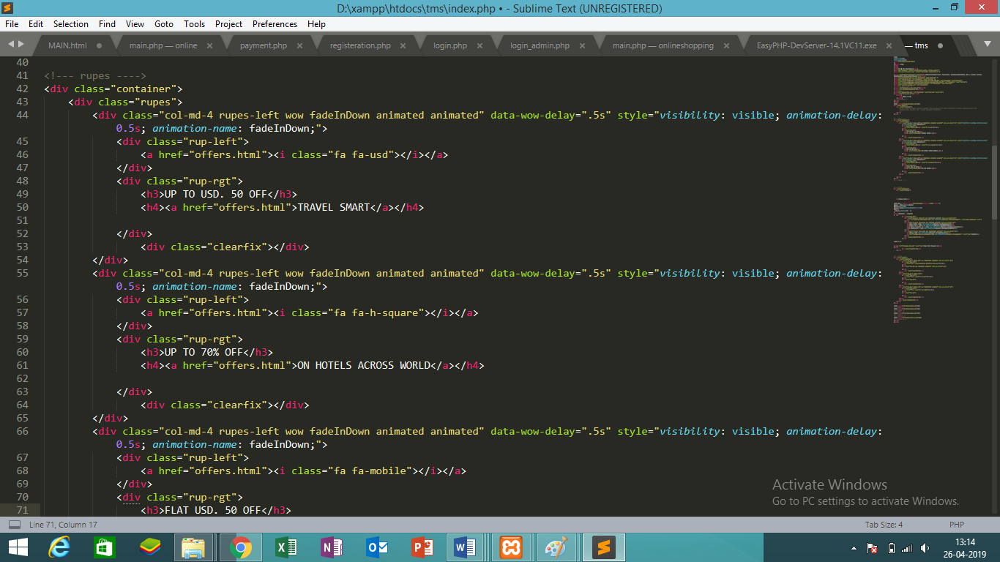 D:\xampp\htdocs\tms\index.php • - Sublime Text (UNREGISTERED)
File Edit Selection Find View Goto Tools Project Preferences Help
MAIN.html main.php — online payment.php registeration.php login.php login_admin.php main.php — onlineshopping EasyPHP-DevServer-14.1VC11.exe — tms
40
41 <!--- rupes ---->
42 <div class="container">
43 <div class="rupes">
44 <div class="col-md-4 rupes-left wow fadeInDown animated animated" data-wow-delay=".5s" style="visibility: visible; animation-delay:
0.5s; animation-name: fadeInDown;">
45 <div class="rup-left">
46 <a href="offers.html"><i class="fa fa-usd"></i></a>
47 </div>
48 <div class="rup-rgt">
49 <h3>UP TO USD. 50 OFF</h3>
50 <h4><a href="offers.html">TRAVEL SMART</a></h4>
51
52 </div>
53 <div class="clearfix"></div>
54 </div>
55 <div class="col-md-4 rupes-left wow fadeInDown animated animated" data-wow-delay=".5s" style="visibility: visible; animation-delay:
0.5s; animation-name: fadeInDown;">
56 <div class="rup-left">
57 <a href="offers.html"><i class="fa fa-h-square"></i></a>
58 </div>
59 <div class="rup-rgt">
60 <h3>UP TO 70% OFF</h3>
61 <h4><a href="offers.html">ON HOTELS ACROSS WORLD</a></h4>
62
63 </div>
64 <div class="clearfix"></div>
65 </div>
66 <div class="col-md-4 rupes-left wow fadeInDown animated animated" data-wow-delay=".5s" style="visibility: visible; animation-delay:
0.5s; animation-name: fadeInDown;">
67 <div class="rup-left">
68 <a href="offers.html"><i class="fa fa-mobile"></i></a>
69 </div>
70 <div class="rup-rgt">
71 <h3>FLAT USD. 50 OFF</h3>
Activate Windows
Go to PC settings to activate Windows.
Line 71, Column 17 Tab Size: 4 PHP
13:14
26-04-2019